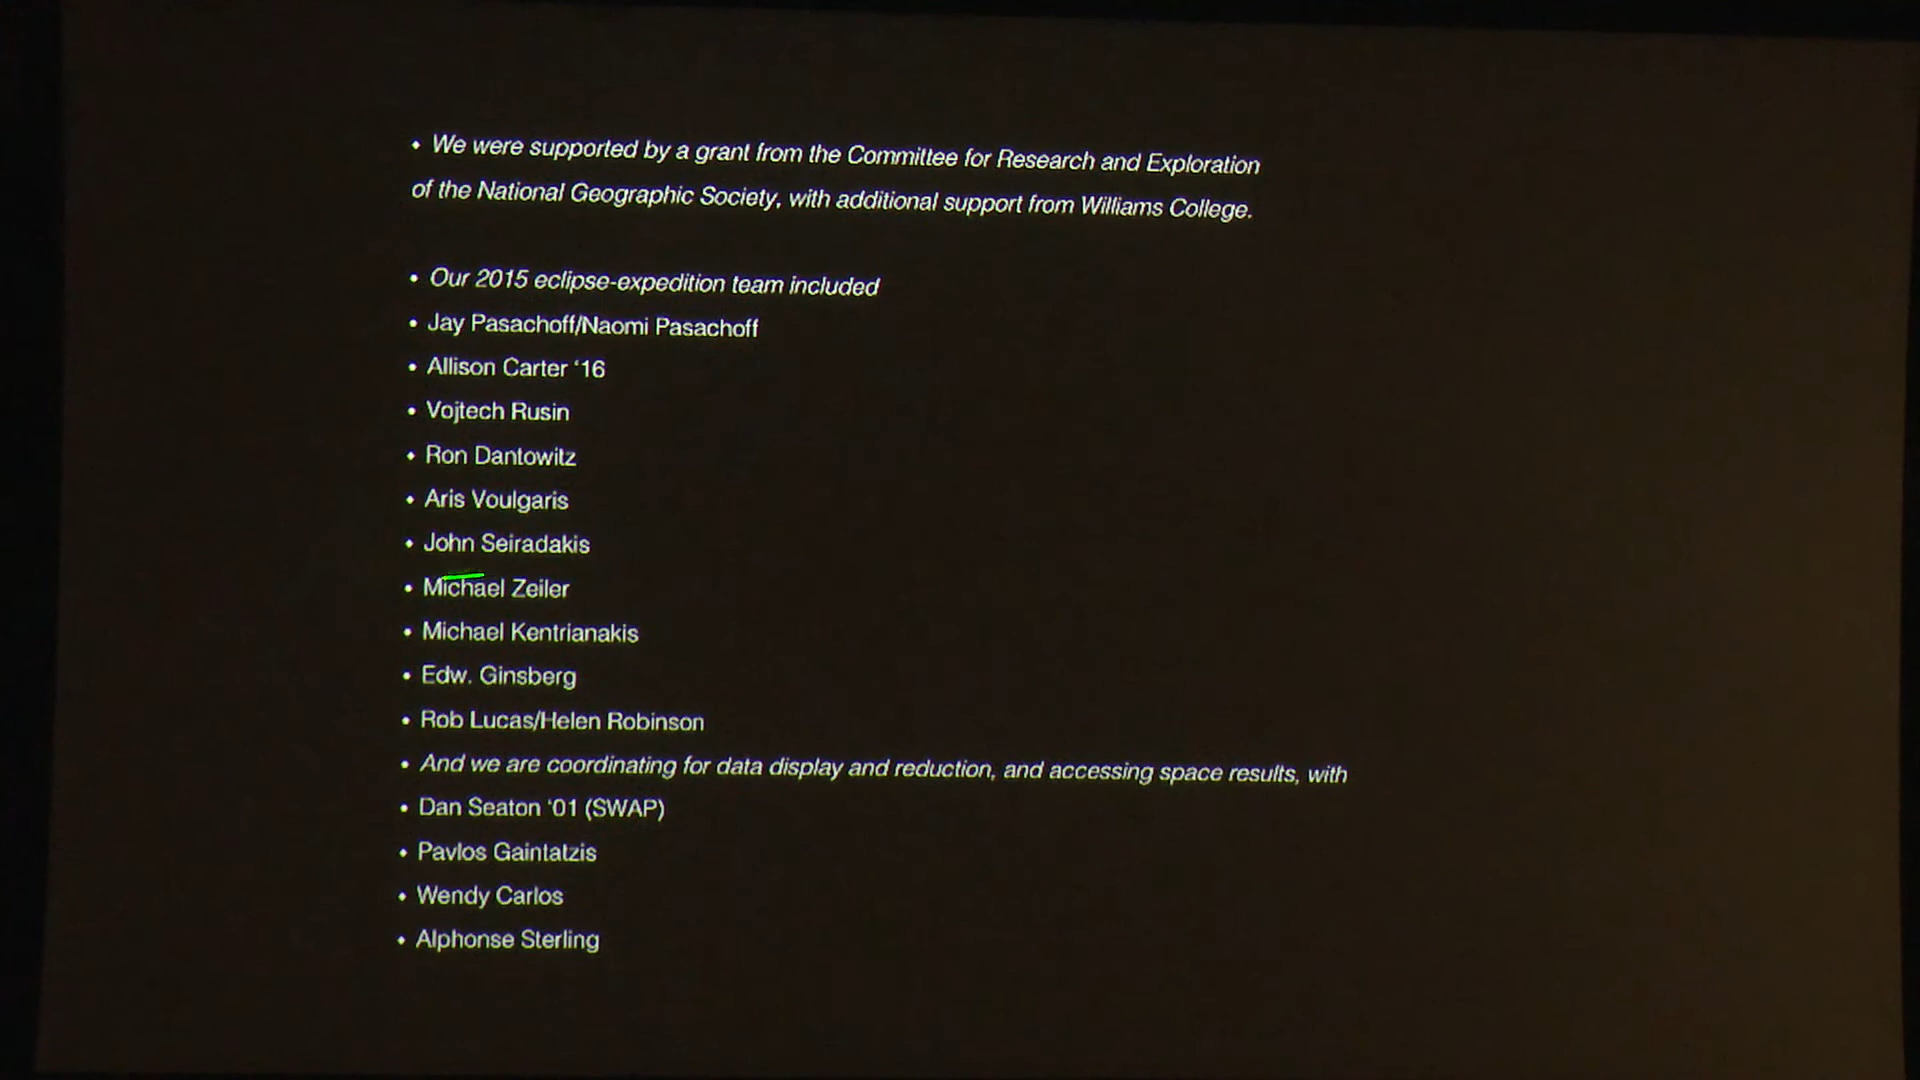 • We were supported by a grant from the Committee for Research and Exploration
of the National Geographic Society, with additional support from Williams College.
• Our 2015 eclipse-expedition team included
• Jay Pasachoff/Naomi Pasachoff
• Allison Carter ‘16
• Vojtech Rusin
• Ron Dantowitz
• Aris Voulgaris
• John Seiradakis
• Michael Zeiler
• Michael Kentrianakis
• Edw. Ginsberg
• Rob Lucas/Helen Robinson
• And we are coordinating for data display and reduction, and accessing space results, with
• Dan Seaton ‘01 (SWAP)
• Pavlos Gaintatzis
• Wendy Carlos
• Alphonse Sterling